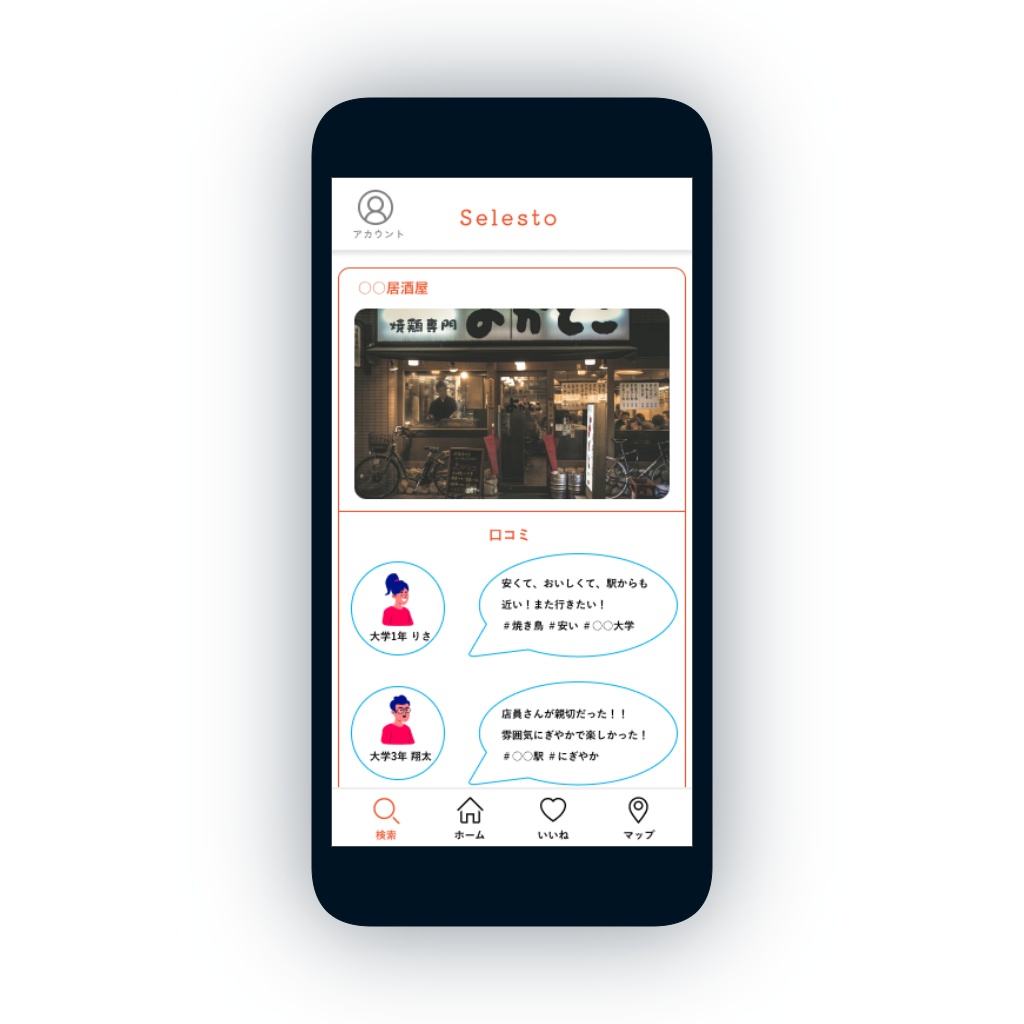 アカウント
Selesto
○○居酒屋
焼鶏専門
口コミ
安くて、おいしくて、駅からも
近い！また行きたい！
＃焼き鳥 ＃安い ＃○○大学
大学1年 りさ
店員さんが親切だった！！
雰囲気にぎやかで楽しかった！
＃○○駅 ＃にぎやか
大学3年 翔太
検索
ホーム
いいね
マップ